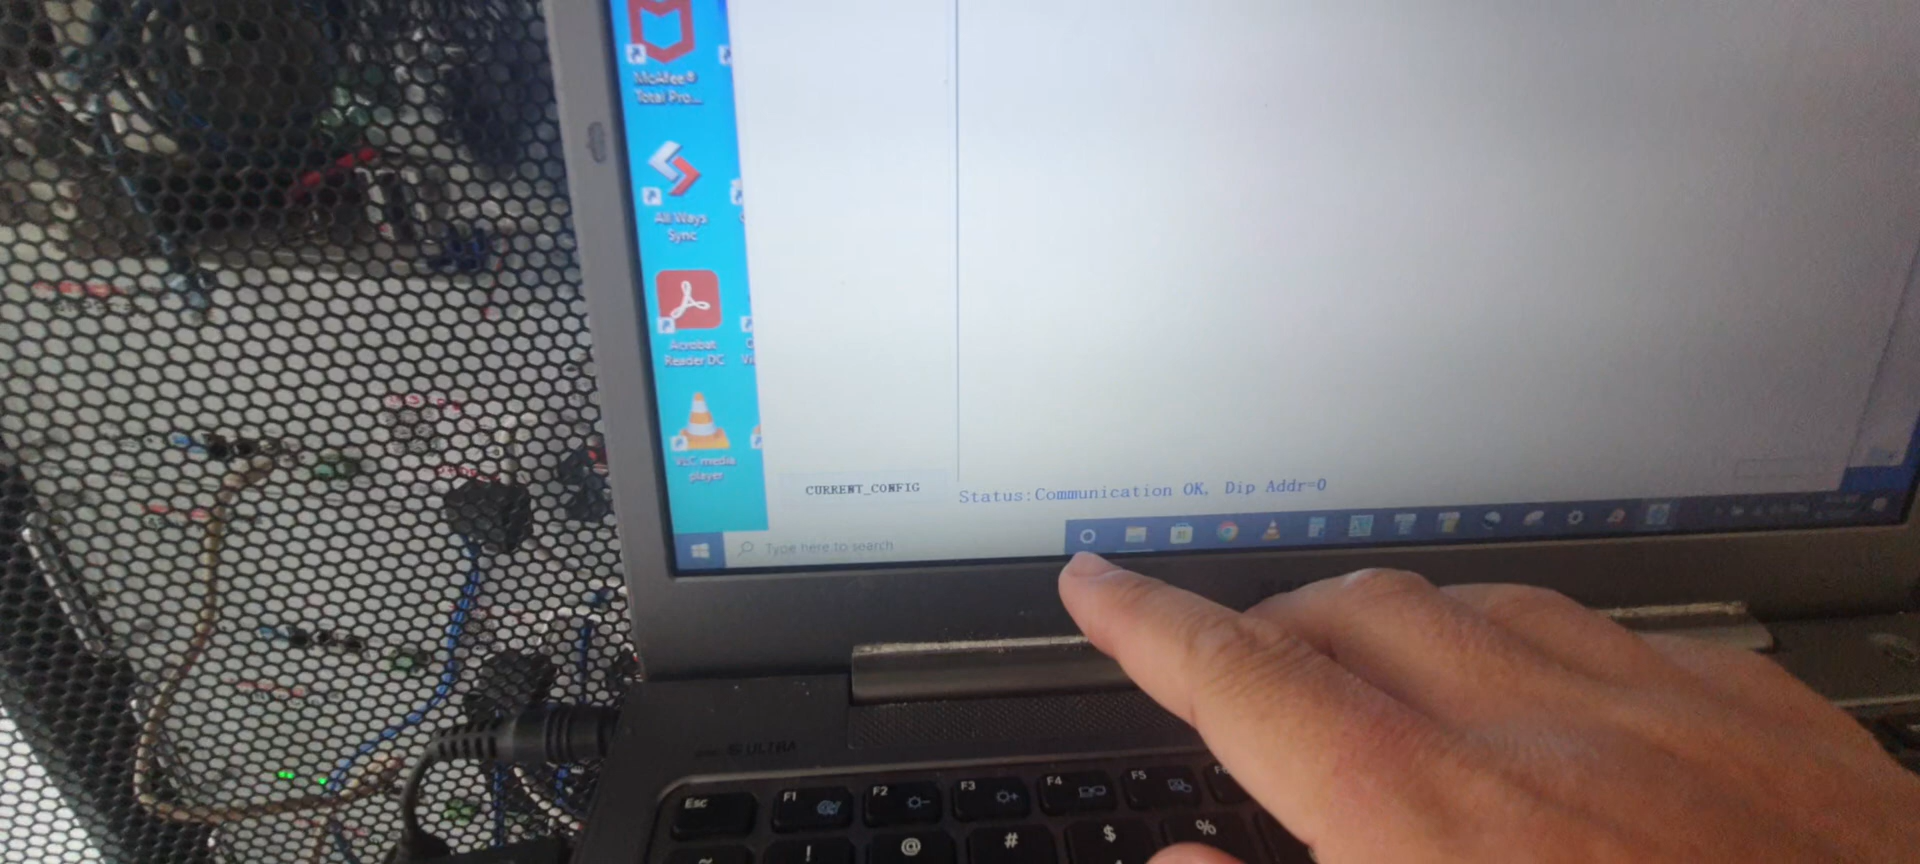 McAfee®
Total Pro...
All Ways
Sync
Acrobat
Reader DC
VLC media
player
CURRENT_CONFIG
Status:Communication OK, Dip Addr=0
Type here to search
ULTRA
Esc
F1
F2
F3
F4
F5
~
!
@
#
$
%